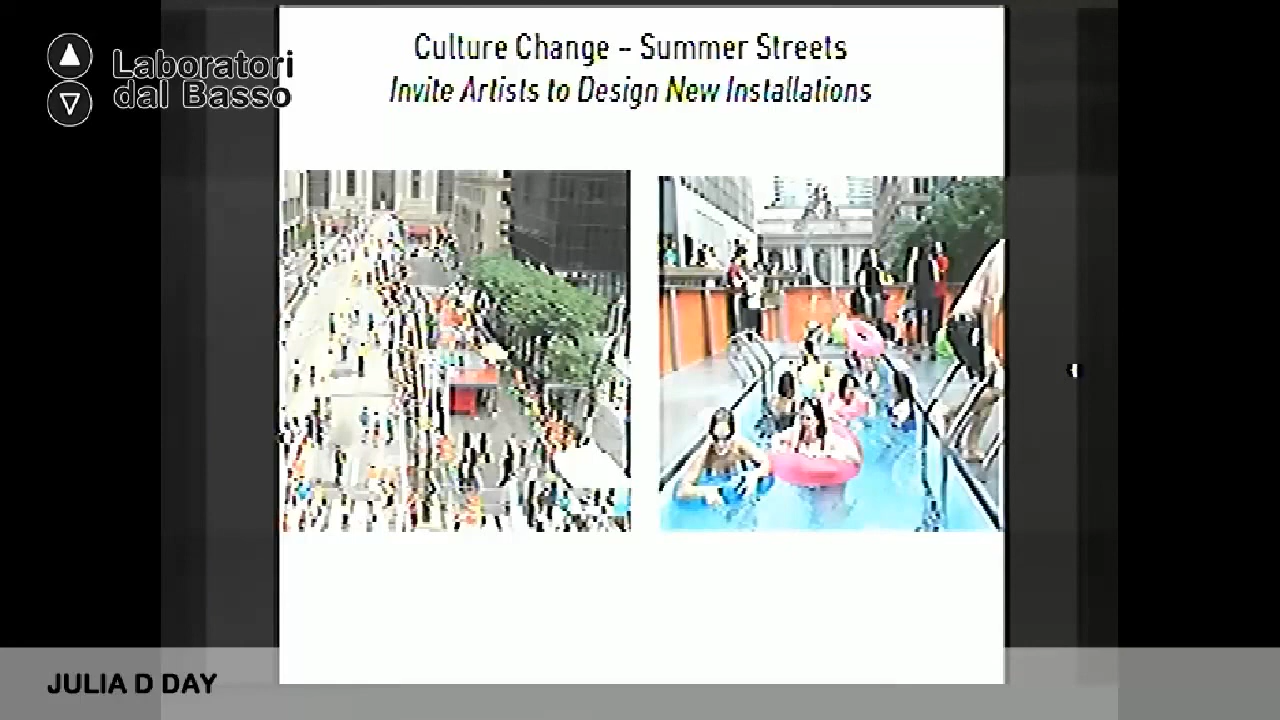 Laboratori
dal Basso
Culture Change – Summer Streets
Invite Artists to Design New Installations
JULIA D DAY